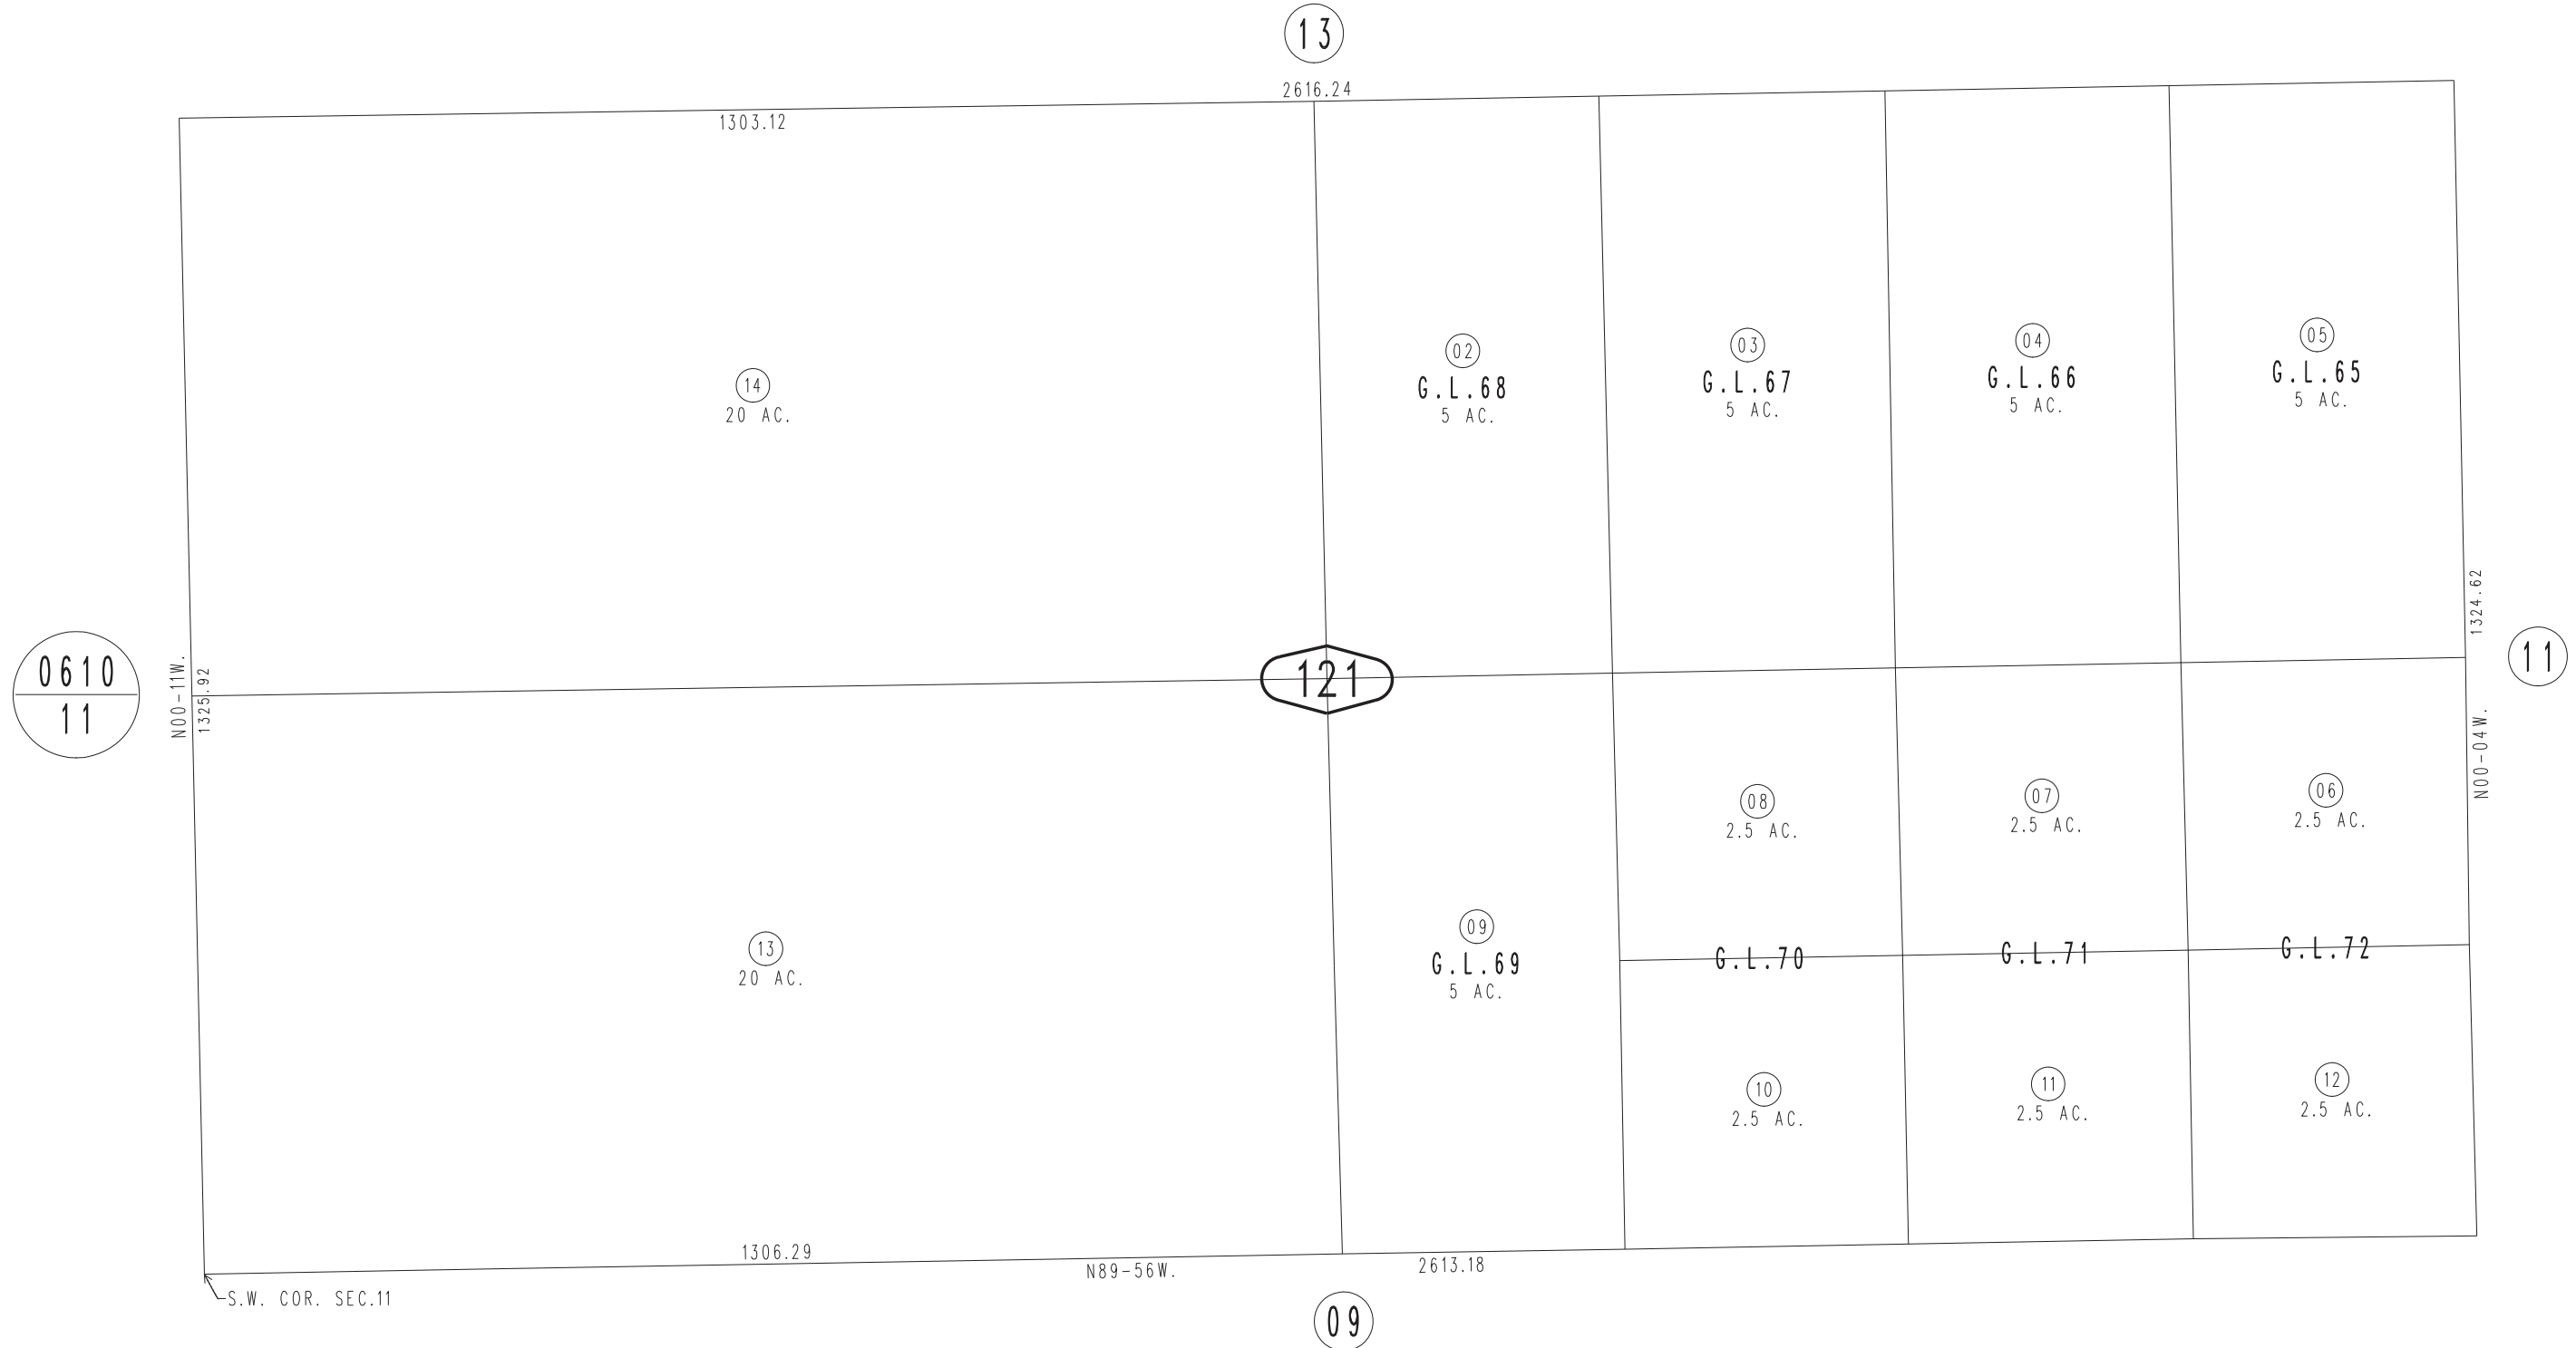 13
2616.24
1303.12
05
G.L.65
5 AC.
04
G.L.66
5 AC.
03
G.L.67
5 AC.
02
G.L.68
5 AC.
14
20 AC.
1324.62
0610
11
N00-11W.
1325.92
121
11
N00-04W.
08
2.5 AC.
07
2.5 AC.
06
2.5 AC.
13
20 AC.
09
G.L.69
5 AC.
G.L.70
G.L.71
G.L.72
10
2.5 AC.
11
2.5 AC.
12
2.5 AC.
1306.29
N89-56W.
2613.18
S.W. COR. SEC.11
09